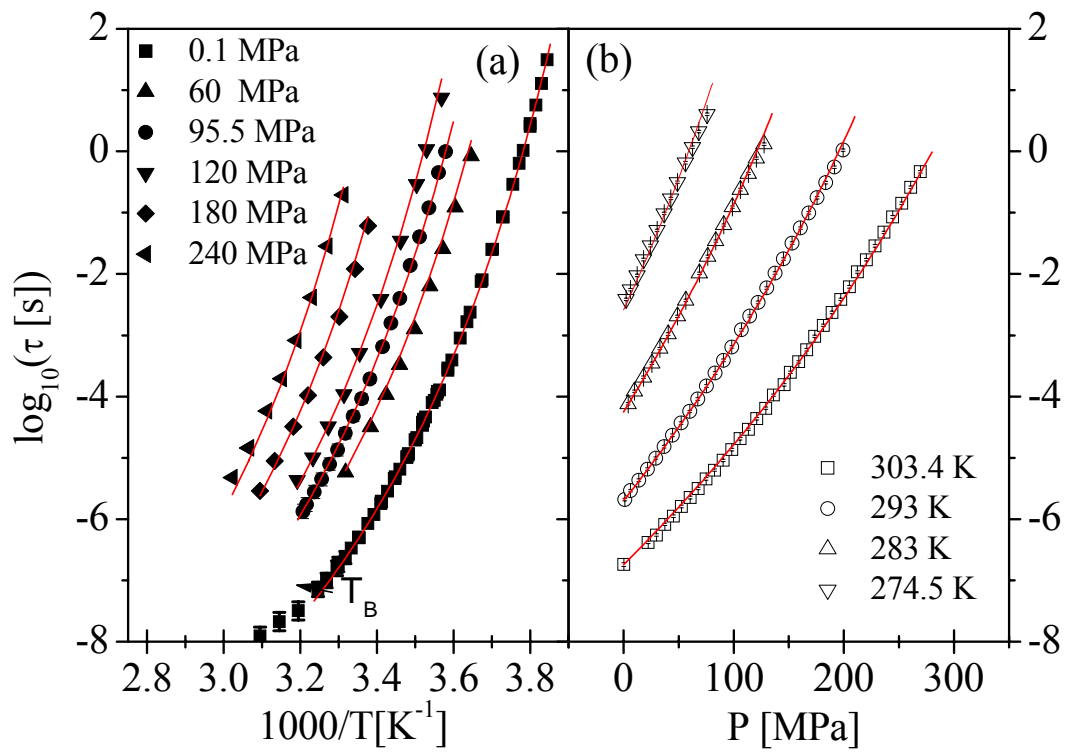 (a)
0.1 MPa
60 MPa
95.5 MPa
120 MPa
180 MPa
240 MPa
T_B
log₁₀(τ [s])
2
0
-2
-4
-6
-8
2.8 3.0 3.2 3.4 3.6 3.8
1000/T[K⁻¹]
(b)
303.4 K
293 K
283 K
274.5 K
2
0
-2
-4
-6
-8
0 100 200 300
P [MPa]